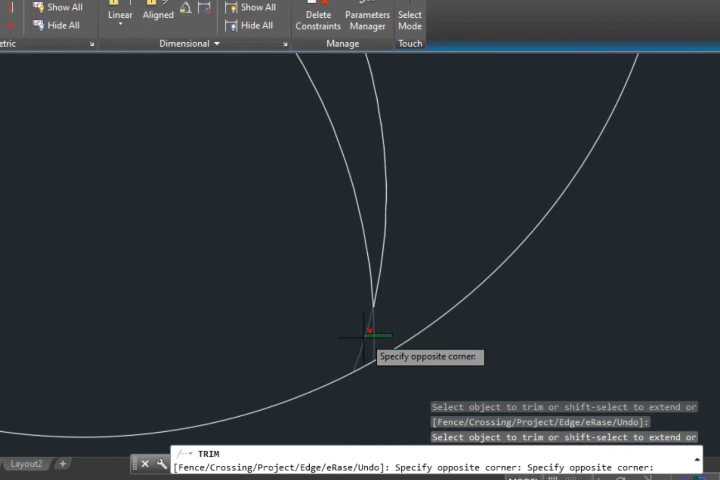 Show All
Hide All
Linear
Aligned
Show All
Hide All
Delete
Constraints
Parameters
Manager
Select
Mode
etric
Dimensional
Manage
Touch
Specify opposite corner:
Select object to trim or shift-select to extend or
[Fence/Crossing/Project/Edge/eRase/Undo]:
Select object to trim or shift-select to extend or
TRIM
[Fence/Crossing/Project/Edge/eRase/Undo]: Specify opposite corner: Specify opposite corner:
Layout2
MODEL